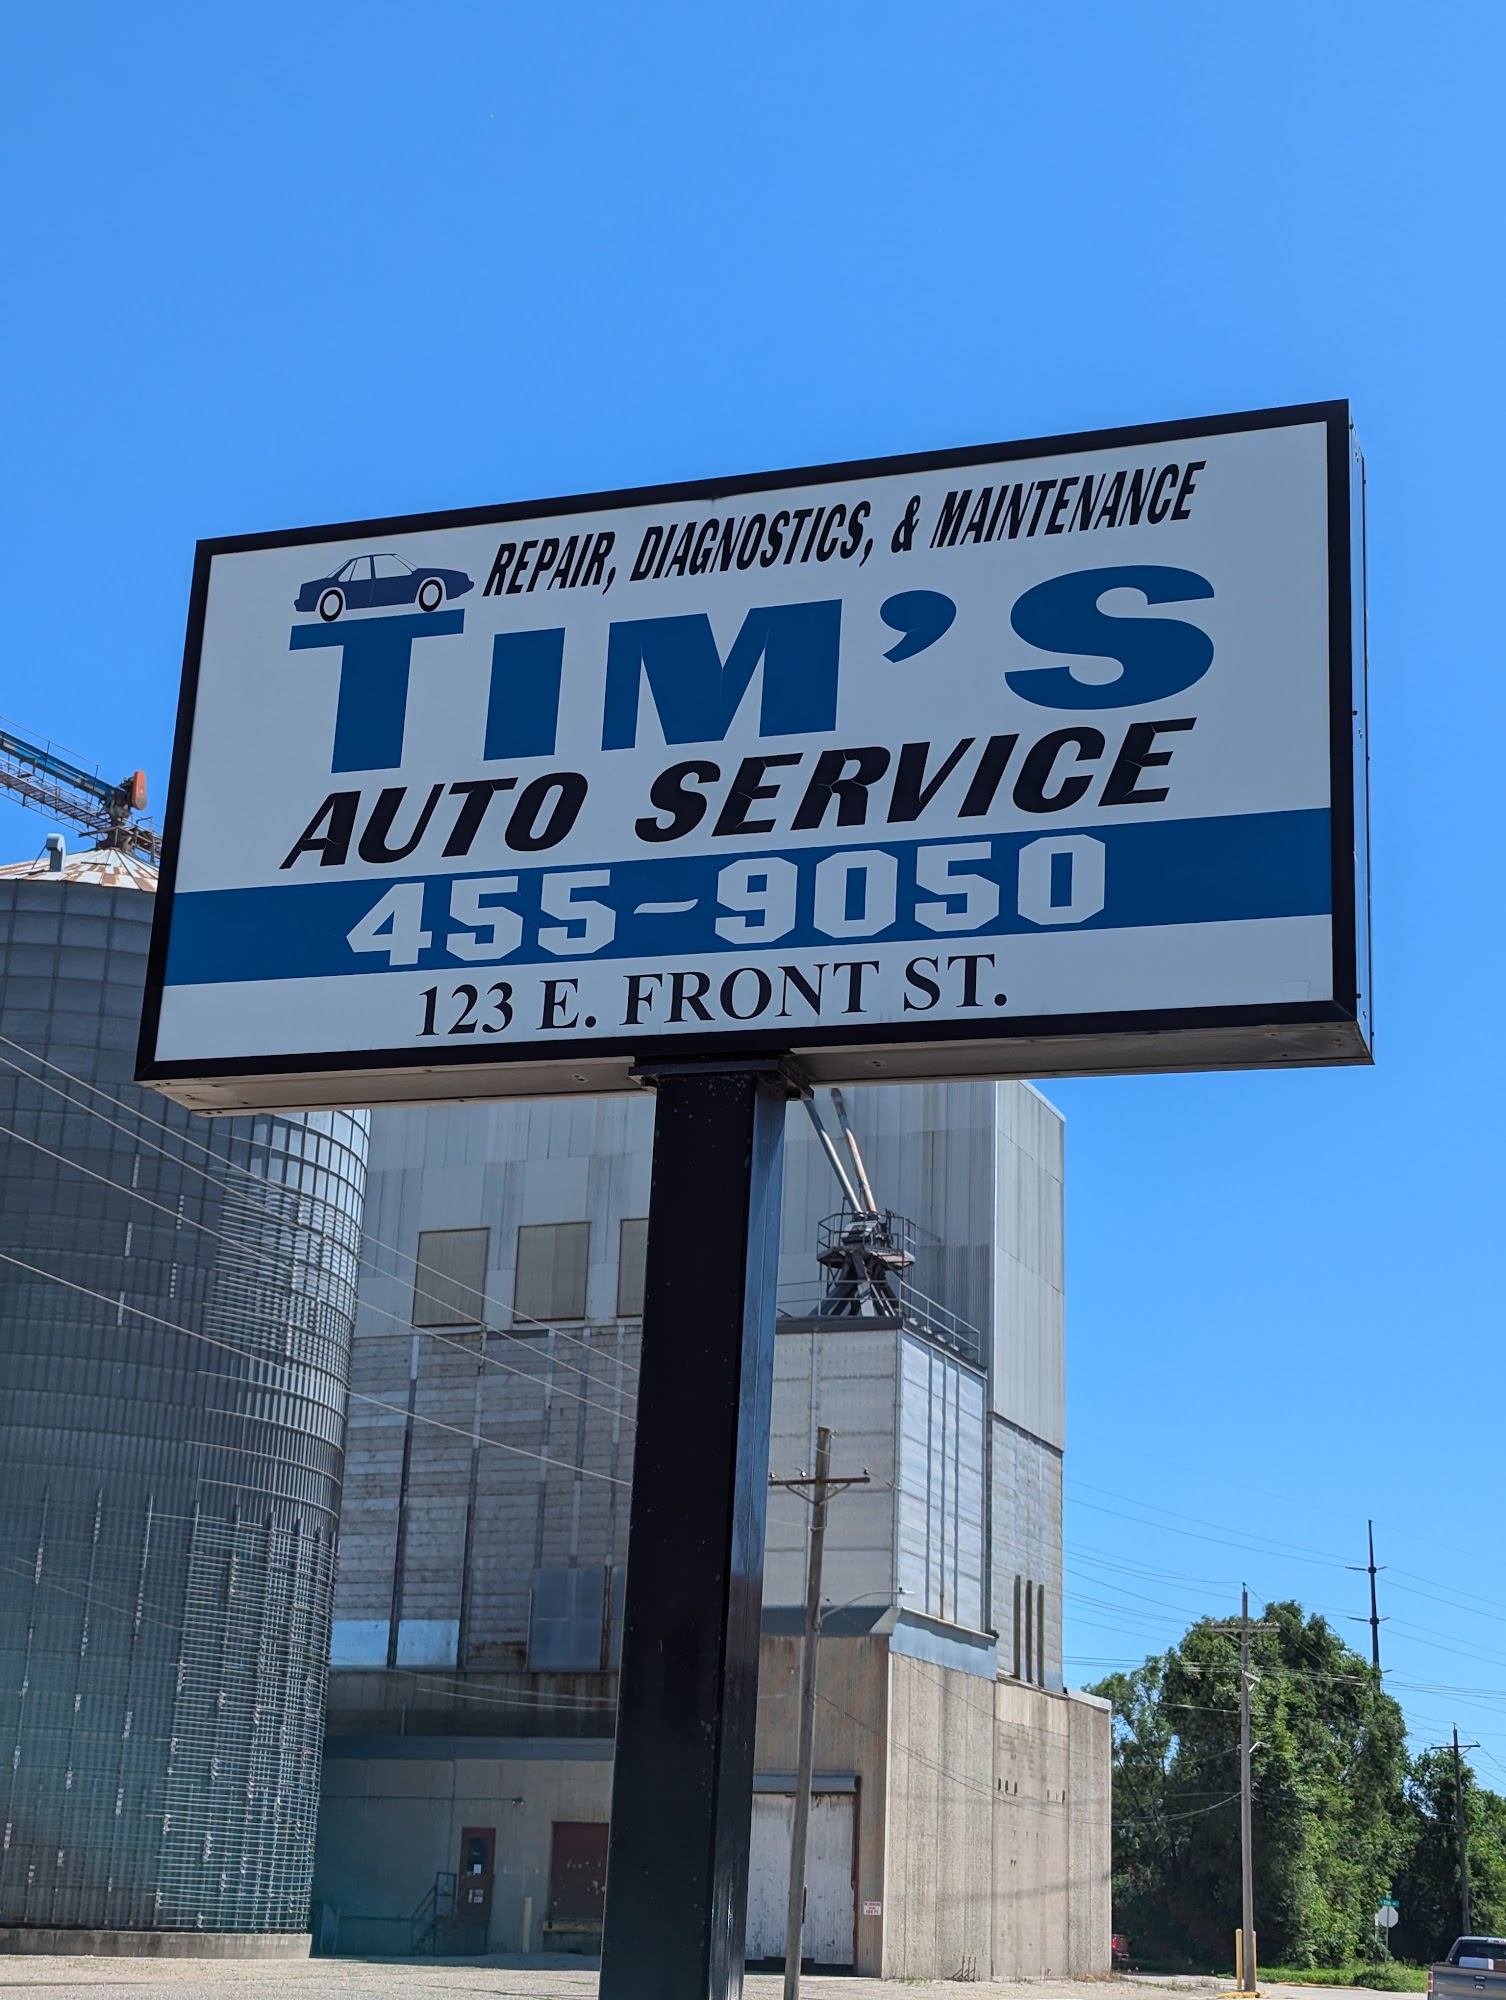 REPAIR, DIAGNOSTICS, & MAINTENANCE
TIM'S
AUTO SERVICE
455-9050
123 E. FRONT ST.